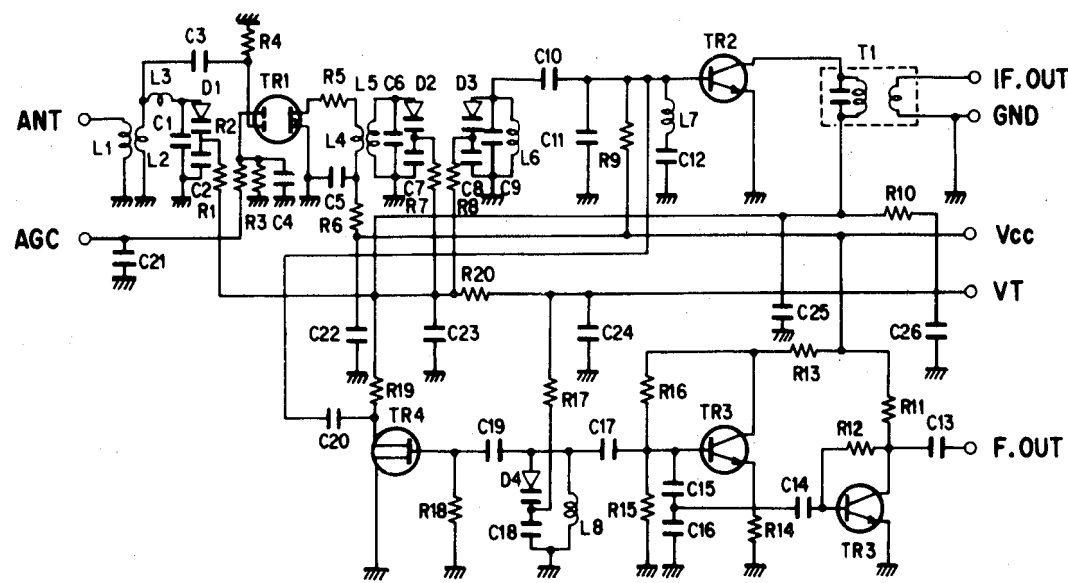 C3
R4
L3
D1
TR1
R5
L5
C6
D2
D3
C10
TR2
T1
IF.OUT
ANT
C1
R2
L1
L2
L4
L6
C11
R9
L7
GND
C12
C2
R1
R3
C4
C5
R6
C7
R7
C8
R8
C9
R10
AGC
C21
Vcc
R20
VT
C22
C23
C24
C25
C26
R13
R19
R17
R16
R11
TR4
C20
C19
C17
TR3
R12
C13
F.OUT
D4
R18
C18
L8
R15
C15
C16
C14
R14
TR3